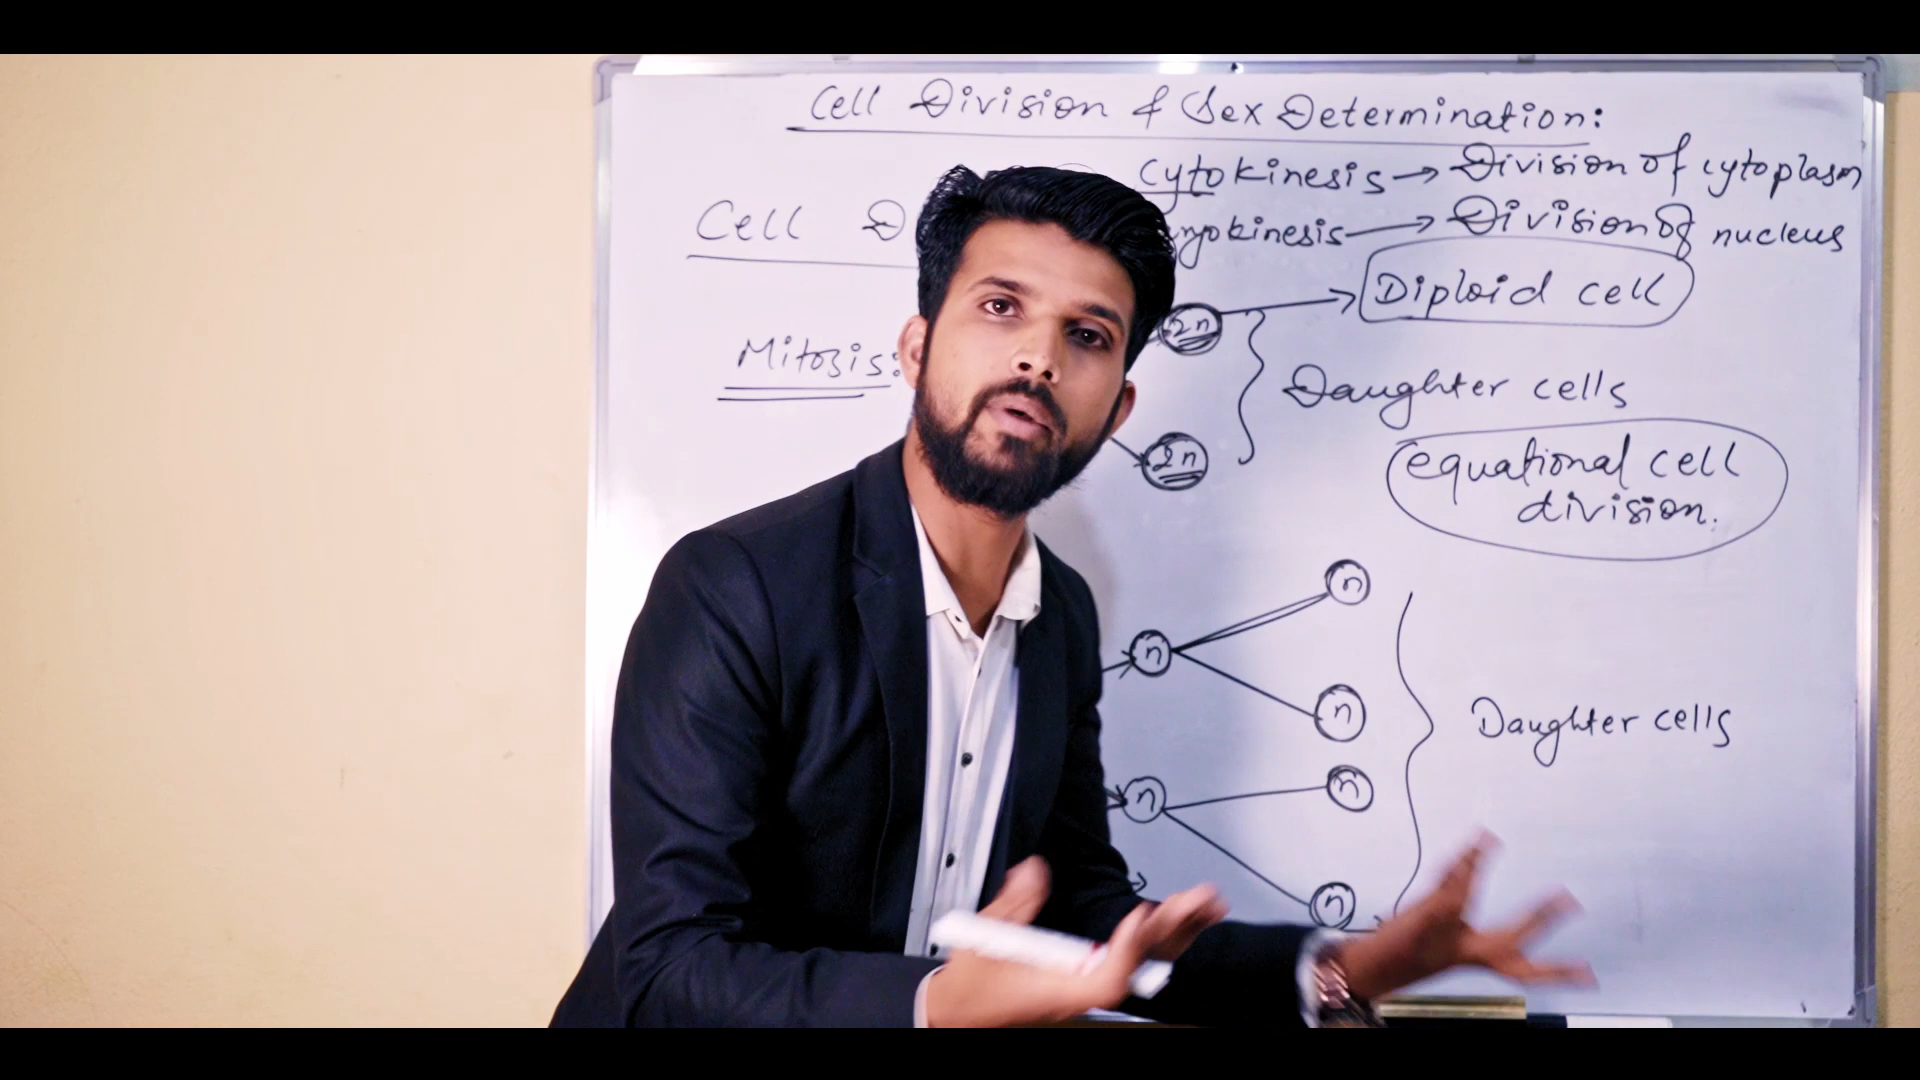 Cell Division & Sex Determination:
Cytokinesis → Division of cytoplasm
Cell D
yokinesis → Division of nucleus
2n → Diploid cell
Mitosis:
Daughter cells
2n
equational cell
division.
n
n
n
Daughter cells
n
n
n